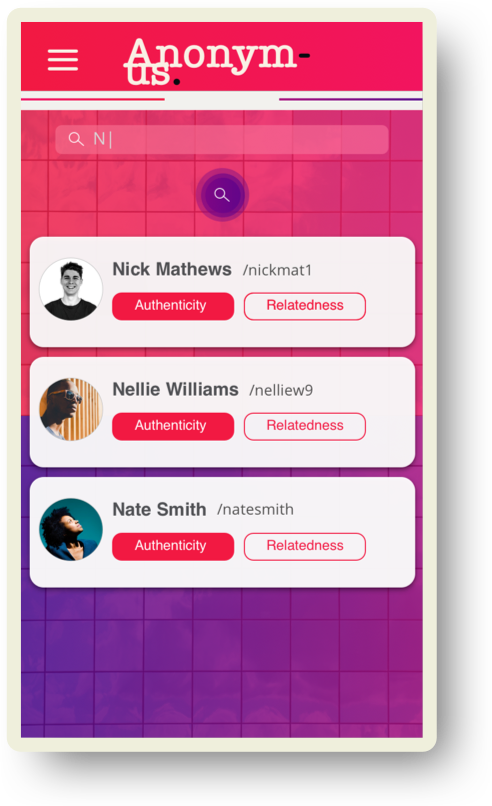 Anonym-
us.
N
Nick Mathews /nickmat1
Authenticity Relatedness
Nellie Williams /nelliew9
Authenticity Relatedness
Nate Smith /natesmith
Authenticity Relatedness